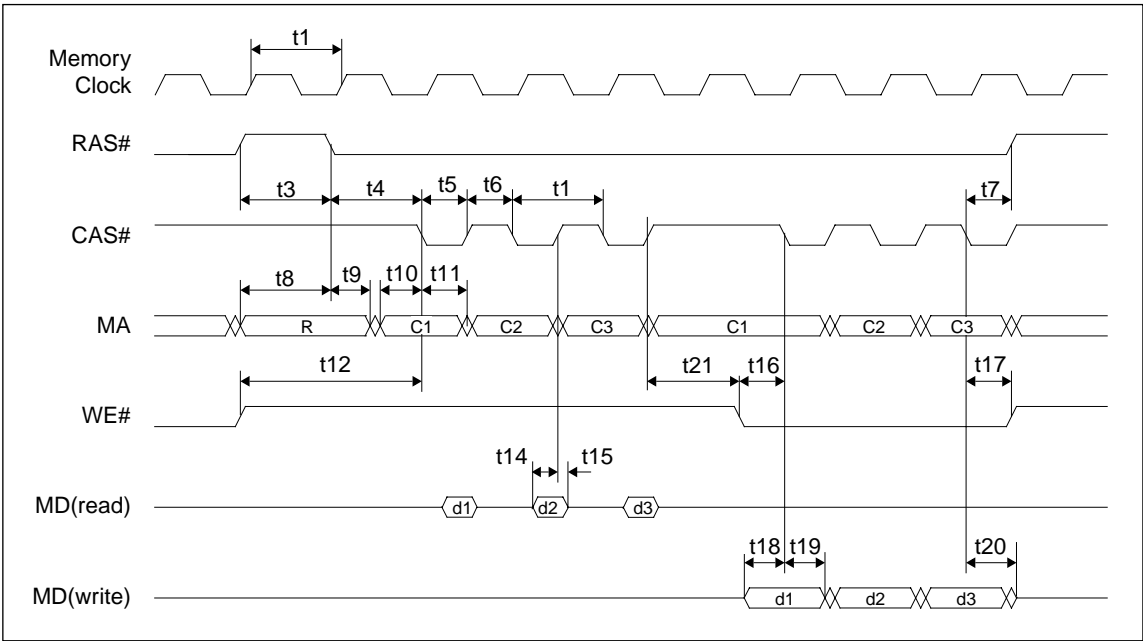 t1
Memory
Clock
RAS#
t3 t4 t5 t6 t1 t7
CAS#
t8 t9 t10 t11
MA R C1 C2 C3 C1 C2 C3
t12 t21 t16 t17
WE#
t14 t15
MD(read) d1 d2 d3
t18 t19 t20
MD(write) d1 d2 d3